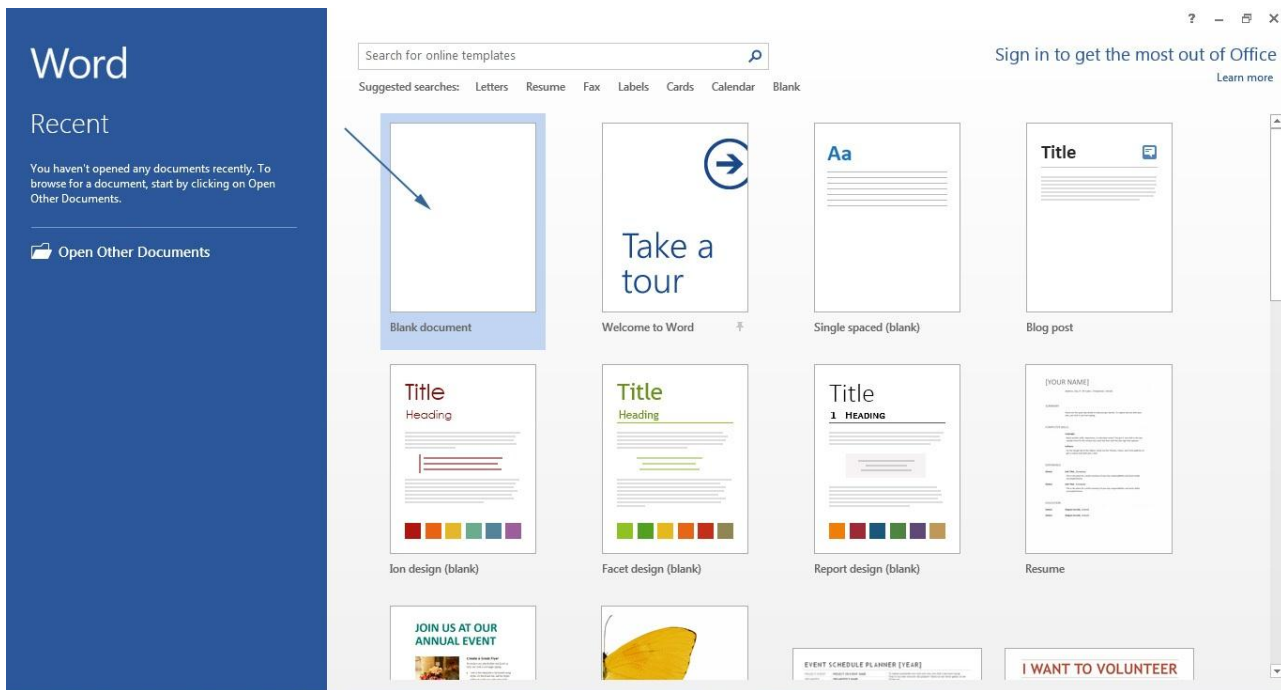 ?
Word
Recent
You haven't opened any documents recently. To
browse for a document, start by clicking on Open
Other Documents.
Open Other Documents
Search for online templates
Sign in to get the most out of Office
Learn more
Suggested searches: Letters Resume Fax Labels Cards Calendar Blank
Take a
tour
Aa
Title
Blank document
Welcome to Word
Single spaced (blank)
Blog post
Title
Heading
Title
Heading
Title
1 HEADING
[YOUR NAME]
Ion design (blank)
Facet design (blank)
Report design (blank)
Resume
JOIN US AT OUR
ANNUAL EVENT
EVENT SCHEDULE PLANNER [YEAR]
I WANT TO VOLUNTEER